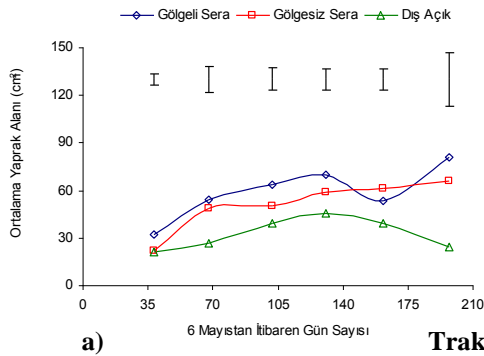 Gölgeli Sera Gölgesiz Sera Dış Açık
150
120
90
60
30
0
Ortalama Yaprak Alanı (cm²)
0 35 70 105 140 175 210
6 Mayıstan İtibaren Gün Sayısı
a) Trak